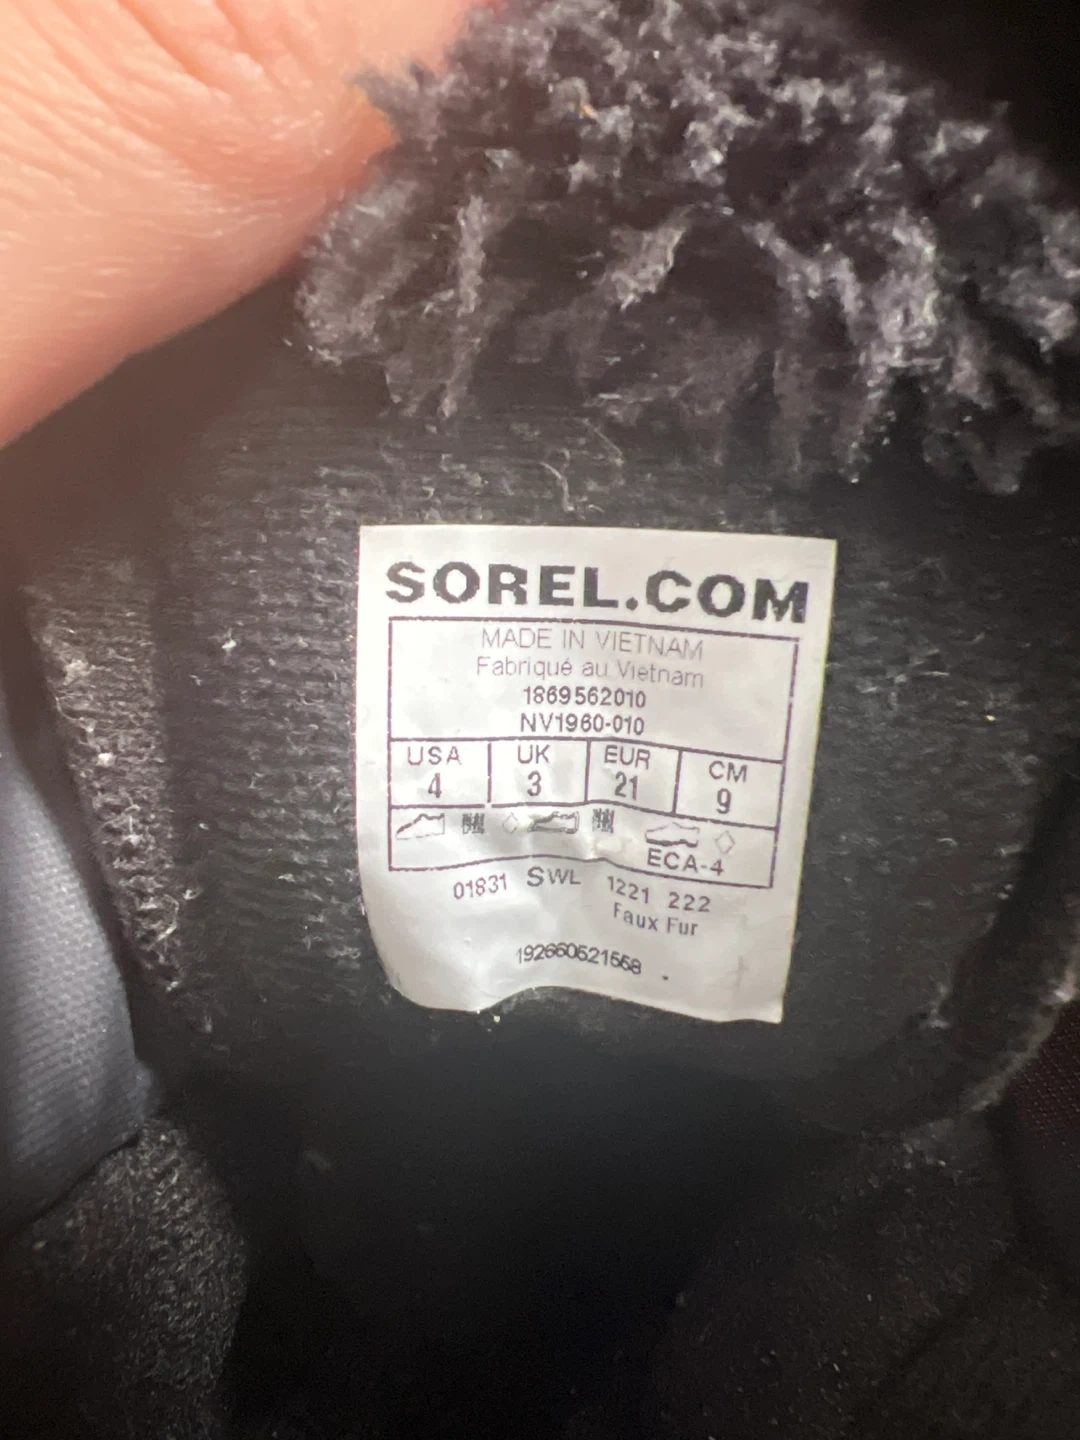 SOREL.COM
MADE IN VIETNAM
Fabriqué au Vietnam
1869562010
NV1960-010
USA UK EUR CM
4 3 21 9
ECA-4
01831 SWL 1221 222
Faux Fur
192660521558